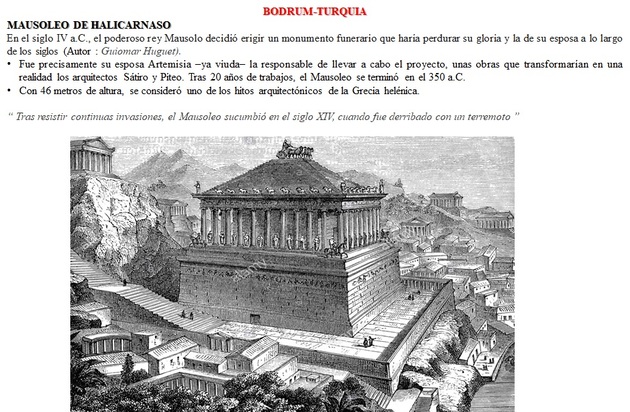 BODRUM-TURQUIA
MAUSOLEO DE HALICARNASO
En el siglo IV a.C., el poderoso rey Mausolo decidió erigir un monumento funerario que haría perdurar su gloria y la de su esposa a lo largo
de los siglos (Autor : Guiomar Huguet).
• Fue precisamente su esposa Artemisia –ya viuda– la responsable de llevar a cabo el proyecto, unas obras que transformarían en una
realidad los arquitectos Sátiro y Piteo. Tras 20 años de trabajos, el Mausoleo se terminó en el 350 a.C.
• Con 46 metros de altura, se consideró uno de los hitos arquitectónicos de la Grecia helénica.
“ Tras resistir continuas invasiones, el Mausoleo sucumbió en el siglo XIV, cuando fue derribado con un terremoto ”